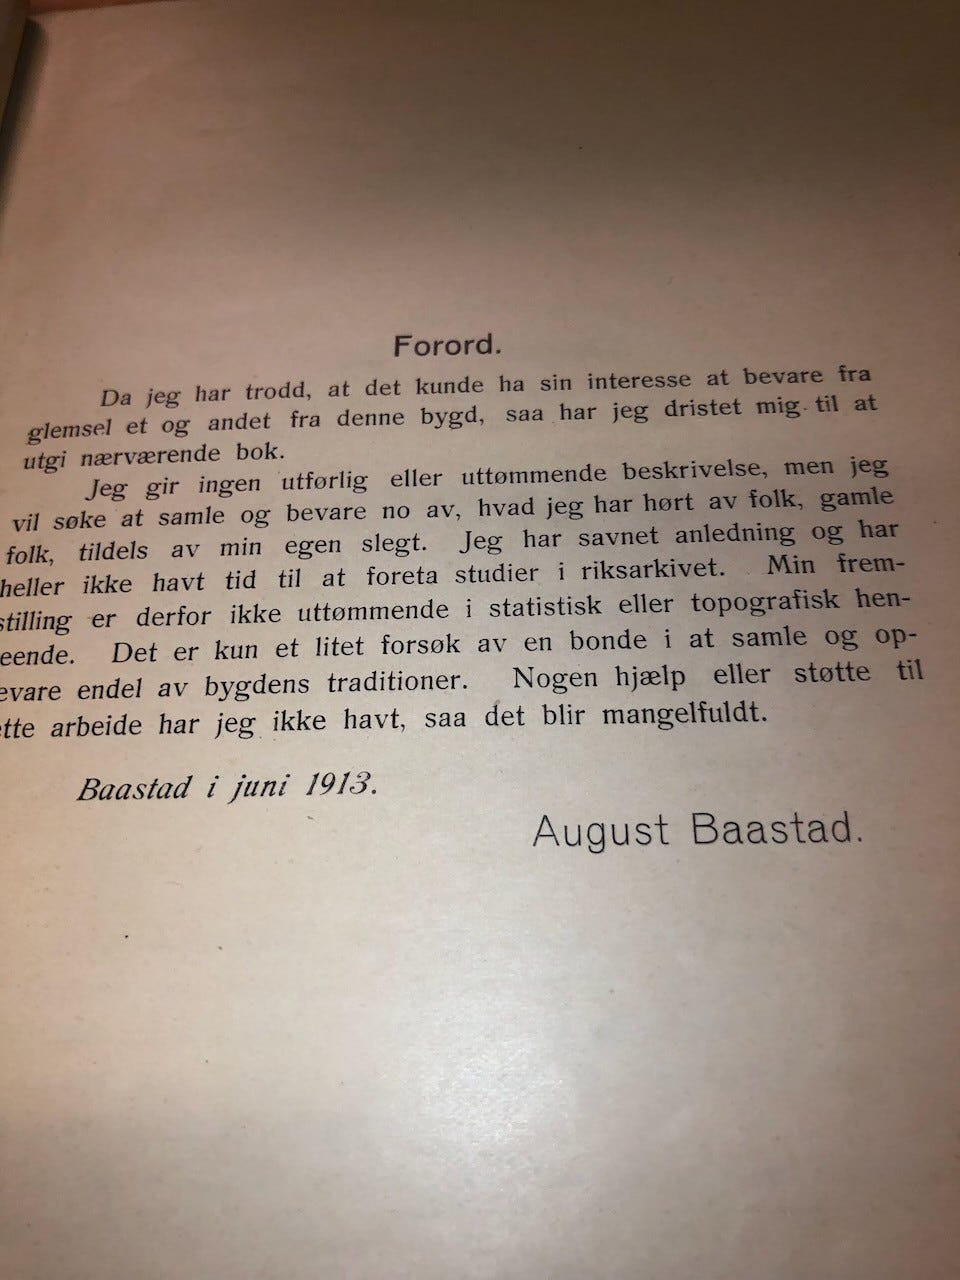 Forord.
Da jeg har trodd, at det kunde ha sin interesse at bevare fra
glemsel et og andet fra denne bygd, saa har jeg dristet mig til at
utgi nærværende bok.
Jeg gir ingen utførlig eller uttømmende beskrivelse, men jeg
vil søke at samle og bevare no av, hvad jeg har hørt av folk, gamle
folk, tildels av min egen slegt. Jeg har savnet anledning og har
heller ikke havt tid til at foreta studier i riksarkivet. Min frem-
stilling er derfor ikke uttømmende i statistisk eller topografisk hen-
eende. Det er kun et litet forsøk av en bonde i at samle og op-
evare endel av bygdens traditioner. Nogen hjælp eller støtte til
tte arbeide har jeg ikke havt, saa det blir mangelfuldt.
Baastad i juni 1913.
August Baastad.